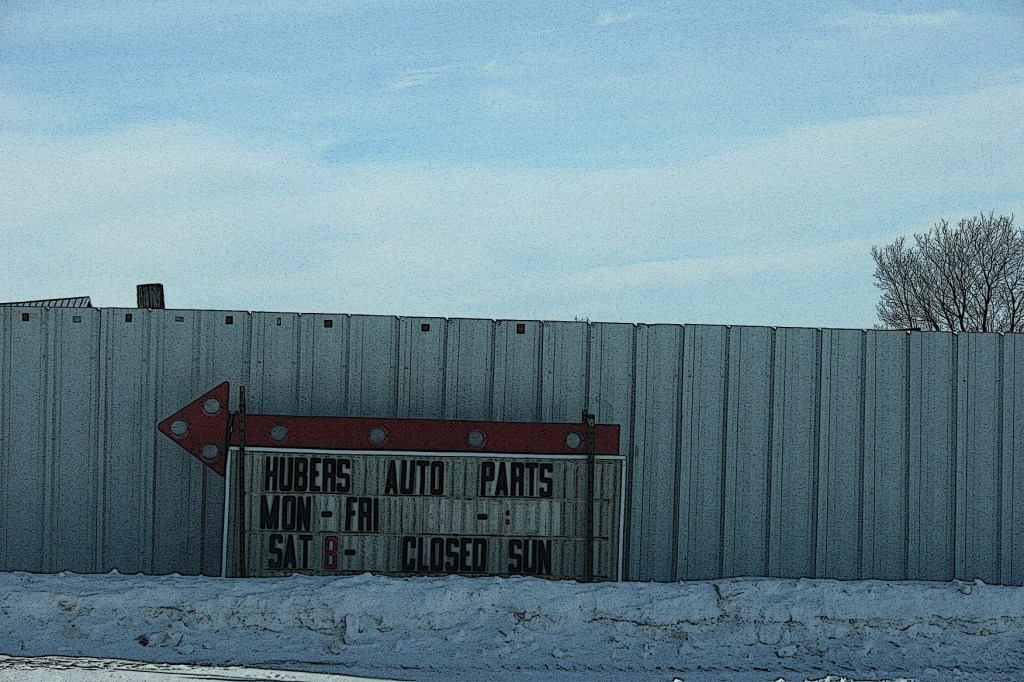 HUBERS AUTO PARTS
MON - FRI - :
SAT 8 - CLOSED SUN